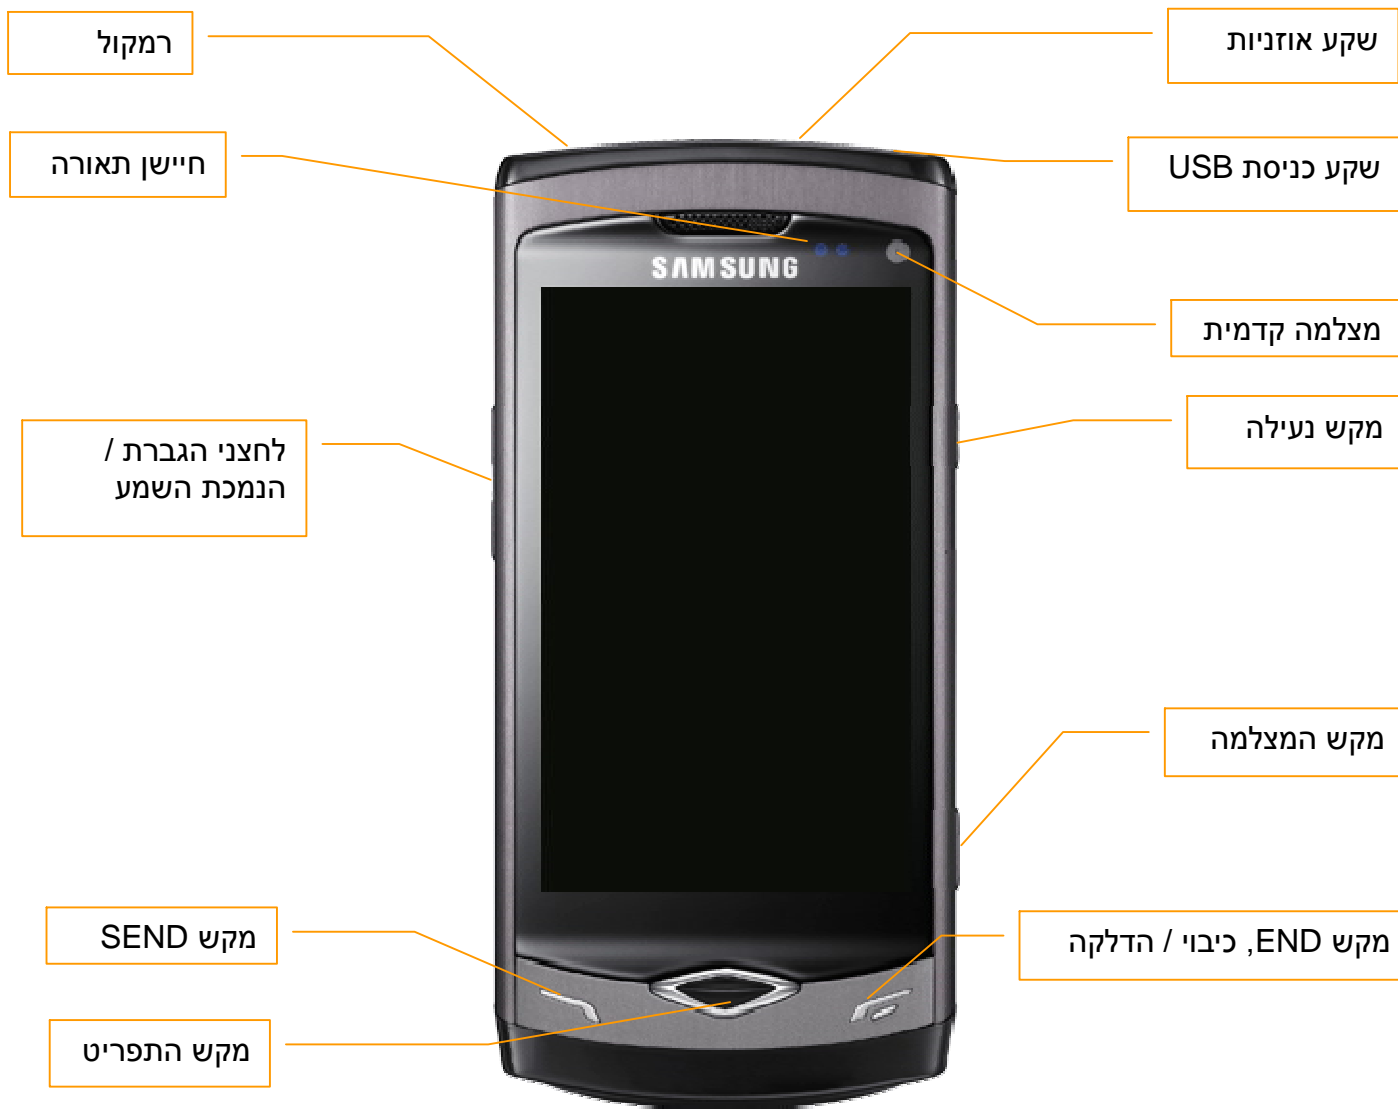 שקע אוזניות
רמקול
שקע כניסת USB
חיישן תאורה
SAMSUNG
מצלמה קדמית
מקש נעילה
לחצני הגברת /
הנמכת השמע
מקש המצלמה
מקש END, כיבוי / הדלקה
מקש SEND
מקש התפריט